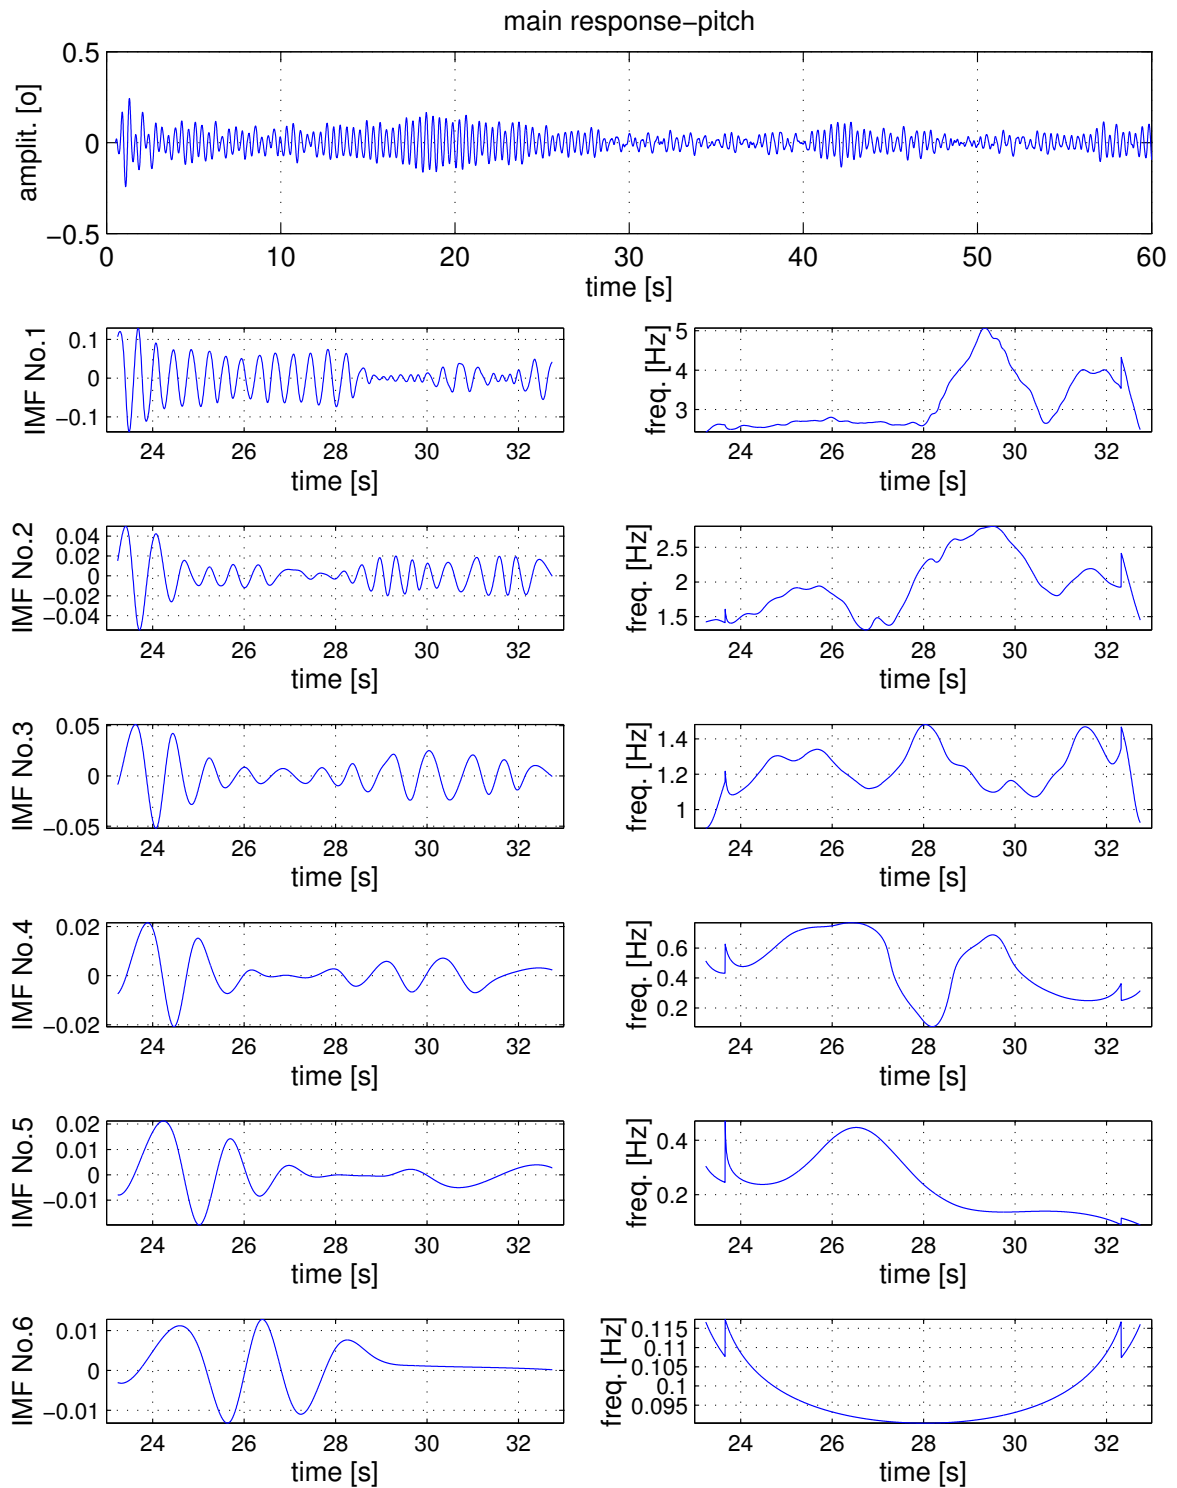 main response−pitch
amplit. [o]
0.5
0
−0.5
0 10 20 30 40 50 60
time [s]
IMF No.1
0.1
0
−0.1
24 26 28 30 32
time [s]
freq. [Hz]
5
4
3
24 26 28 30 32
time [s]
IMF No.2
0.04
0.02
0
−0.02
−0.04
24 26 28 30 32
time [s]
freq. [Hz]
2.5
2
1.5
24 26 28 30 32
time [s]
IMF No.3
0.05
0
−0.05
24 26 28 30 32
time [s]
freq. [Hz]
1.4
1.2
1
24 26 28 30 32
time [s]
IMF No.4
0.02
0
−0.02
24 26 28 30 32
time [s]
freq. [Hz]
0.6
0.4
0.2
24 26 28 30 32
time [s]
IMF No.5
0.02
0.01
0
−0.01
24 26 28 30 32
time [s]
freq. [Hz]
0.4
0.2
24 26 28 30 32
time [s]
IMF No.6
0.01
0
−0.01
24 26 28 30 32
time [s]
freq. [Hz]
0.115
0.11
0.105
0.1
0.095
24 26 28 30 32
time [s]